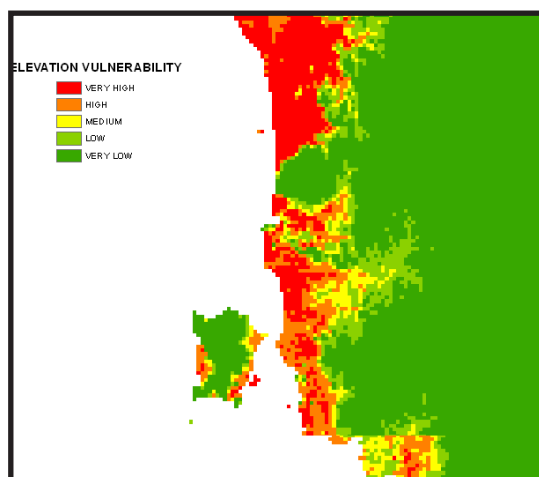 ELEVATION VULNERABILITY
VERY HIGH
HIGH
MEDIUM
LOW
VERY LOW